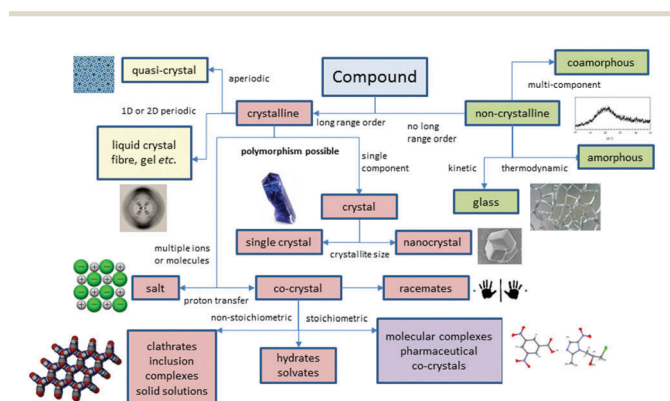 Compound
quasi-crystal
aperiodic
crystalline
long range order
no long
range order
non-crystalline
coamorphous
multi-component
1D or 2D periodic
liquid crystal
fibre, gel etc.
polymorphism possible
single
component
kinetic
thermodynamic
amorphous
glass
crystal
single crystal
crystallite size
nanocrystal
multiple ions
or molecules
salt
proton transfer
co-crystal
racemates
non-stoichiometric
stoichiometric
clathrates
inclusion
complexes
solid solutions
hydrates
solvates
molecular complexes
pharmaceutical
co-crystals